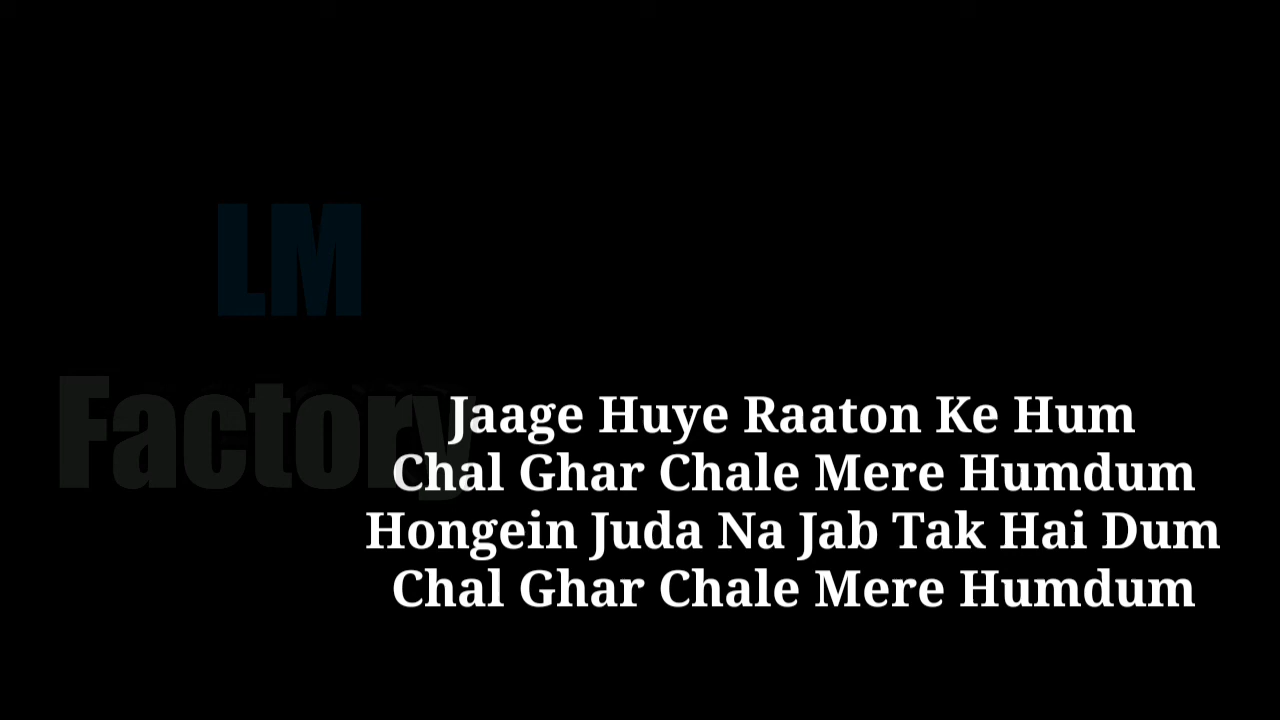 LM
Factory
Jaage Huye Raaton Ke Hum
Chal Ghar Chale Mere Humdum
Hongein Juda Na Jab Tak Hai Dum
Chal Ghar Chale Mere Humdum